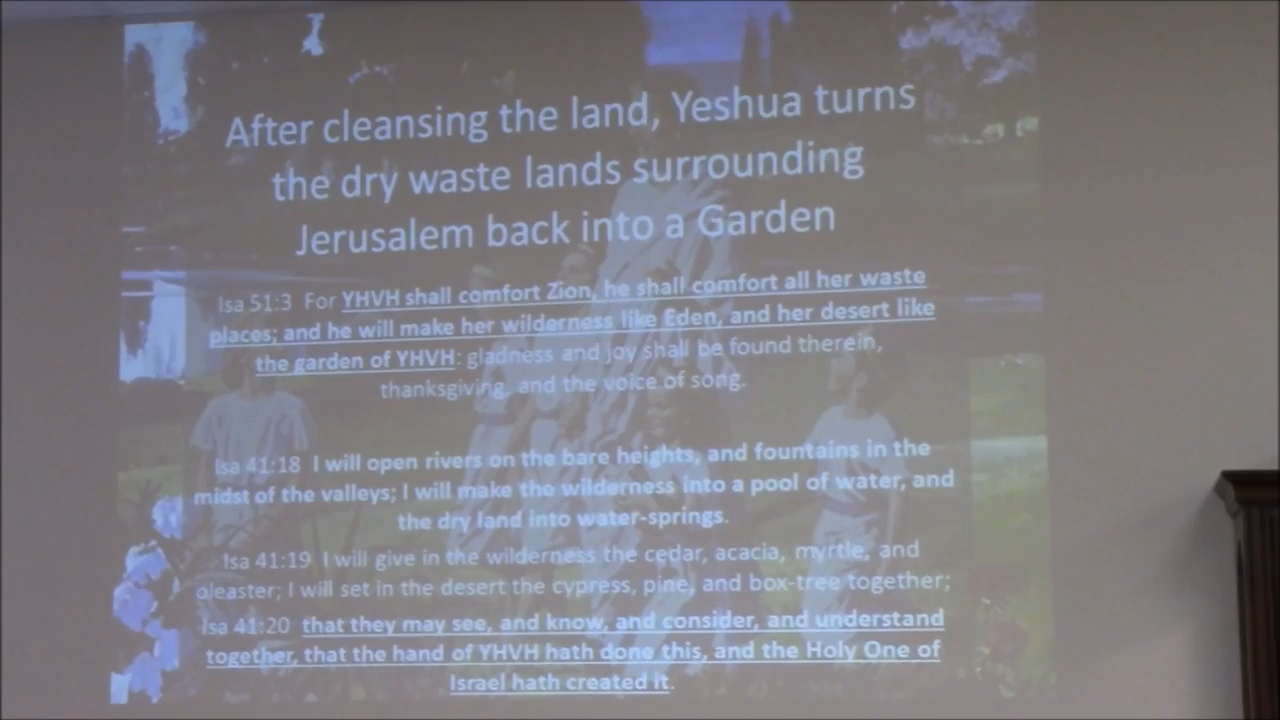 After cleansing the land, Yeshua turns
the dry waste lands surrounding
Jerusalem back into a Garden
Isa 51:3 For YHVH shall comfort Zion, he shall comfort all her waste
places; and he will make her wilderness like Eden, and her desert like
the garden of YHVH: gladness and joy shall be found therein,
thanksgiving, and the voice of song.
Isa 41:18 I will open rivers on the bare heights, and fountains in the
midst of the valleys; I will make the wilderness into a pool of water, and
the dry land into water-springs.
Isa 41:19 I will give in the wilderness the cedar, acacia, myrtle, and
oleaster; I will set in the desert the cypress, pine, and box-tree together;
Isa 41:20 that they may see, and know, and consider, and understand
together, that the hand of YHVH hath done this, and the Holy One of
Israel hath created it.